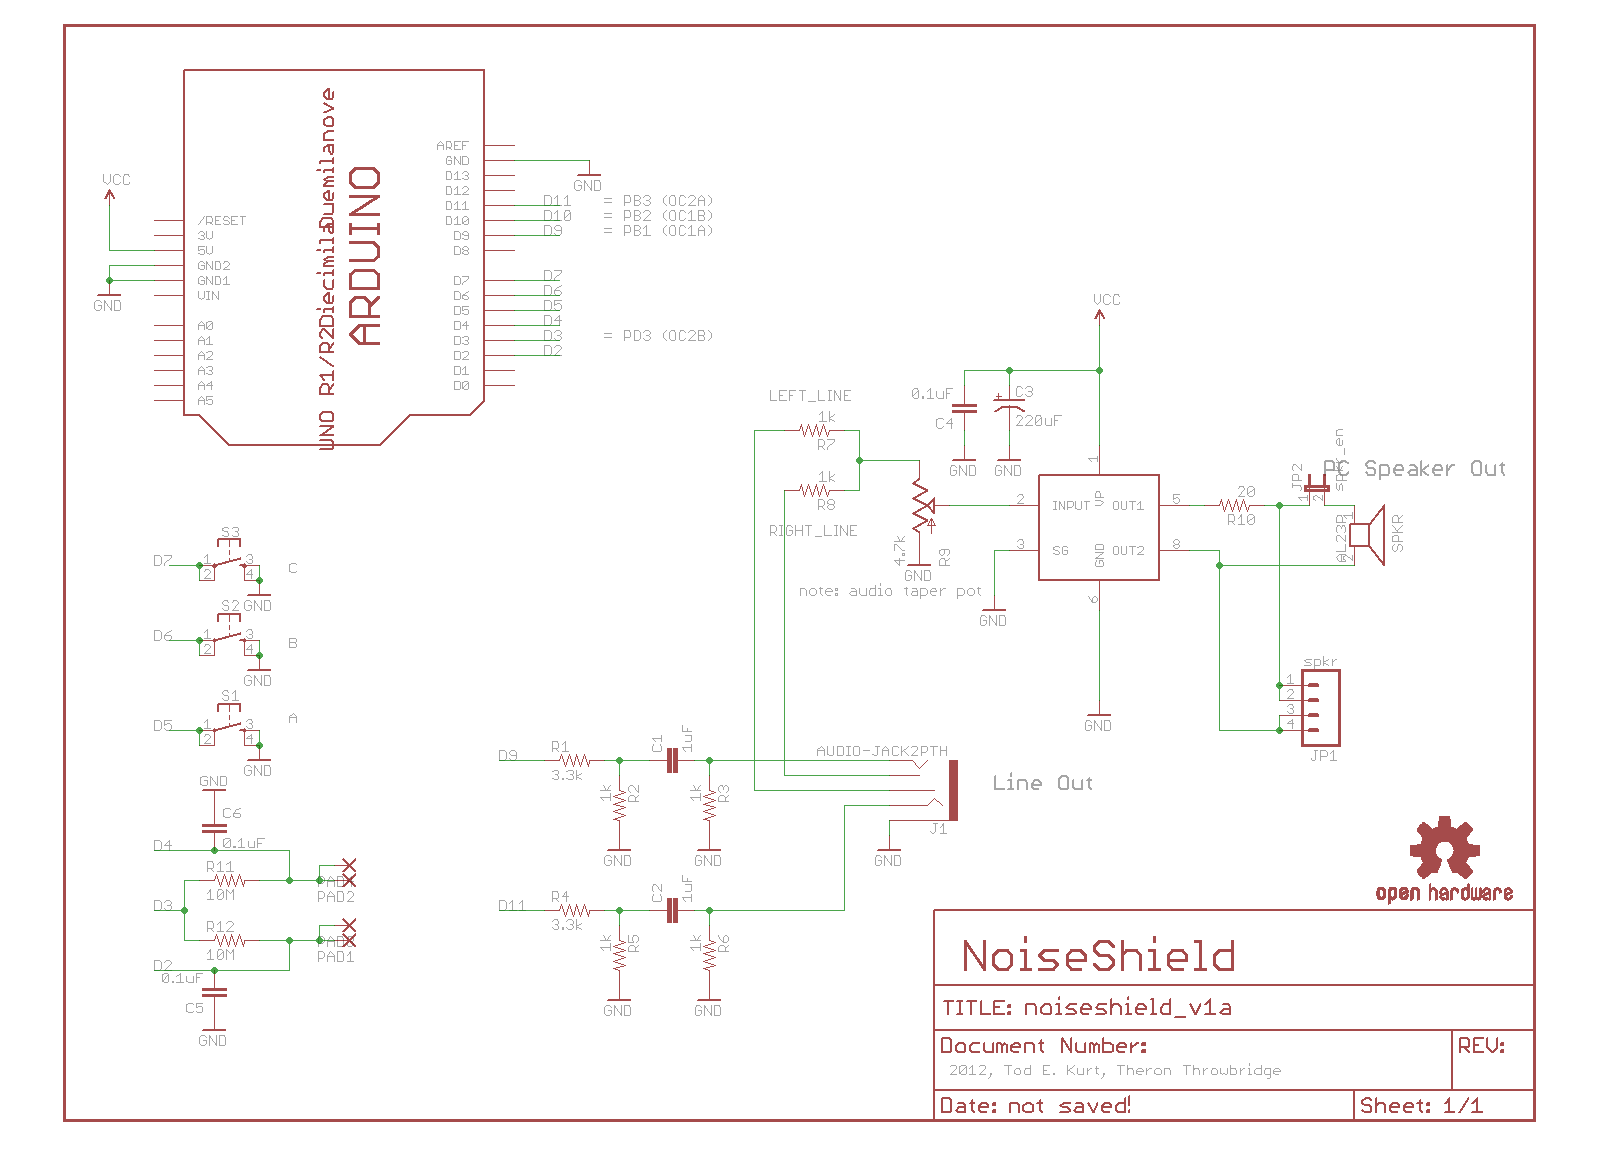 UNO R1/R2
Diecimila
Duemilanove
ARDUINO
/RESET
3V
5V
GND2
GND1
VIN
A0
A1
A2
A3
A4
A5
AREF
GND
D13
D12
D11
D10
D9
D8
D7
D6
D5
D4
D3
D2
D1
D0
VCC
GND
GND
D11 = PB3 (OC2A)
D10 = PB2 (OC1B)
D9 = PB1 (OC1A)
D7
D6
D5
D4
D3 = PD3 (OC2B)
D2
S3
D7 1 3
2 4
C
GND
S2
D6 1 3
2 4
B
GND
S1
D5 1 3
2 4
A
GND
GND
C6
0.1uF
D4
R11
10M
PAD2
D3
R12
10M
PAD1
D2
0.1uF
C5
GND
D9
R1
3.3k
1k
R2
GND
C1
1uF
1k
R3
GND
D11
R4
3.3k
1k
R5
GND
C2
1uF
1k
R6
GND
LEFT_LINE
1k
R7
1k
R8
RIGHT_LINE
4.7k
R9
GND
note: audio taper pot
VCC
0.1uF
C4
GND
C3
220uF
GND
1
2 INPUT
VP
OUT1 5
3 SG
GND
OUT2 8
6
GND
GND
20
R10
JP2
spkr_en
1
2
PC Speaker Out
AL23P
1
2
SPKR
spkr
1
2
3
4
JP1
AUDIO-JACK2PTH
Line Out
J1
GND
open hardware
NoiseShield
TITLE: noiseshield_v1a
Document Number:
REV:
2012, Tod E. Kurt, Theron Throwbridge
Date: not saved!
Sheet: 1/1